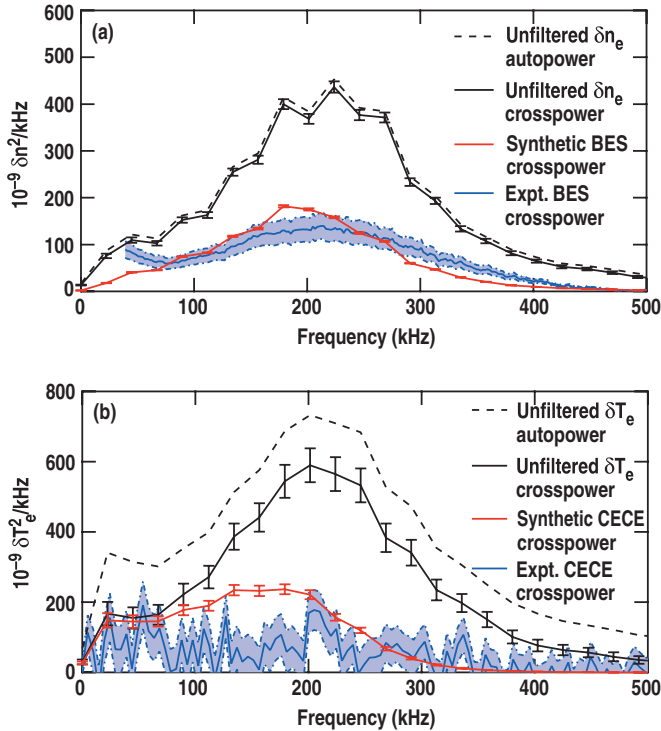 600
500
400
300
200
100
0
10⁻⁹ δn²/kHz
(a)
Unfiltered δnₑ
autopower
Unfiltered δnₑ
crosspower
Synthetic BES
crosspower
Expt. BES
crosspower
0
100
200
300
400
500
Frequency (kHz)
800
600
400
200
0
10⁻⁹ δTₑ²/kHz
(b)
Unfiltered δTₑ
autopower
Unfiltered δTₑ
crosspower
Synthetic CECE
crosspower
Expt. CECE
crosspower
0
100
200
300
400
500
Frequency (kHz)